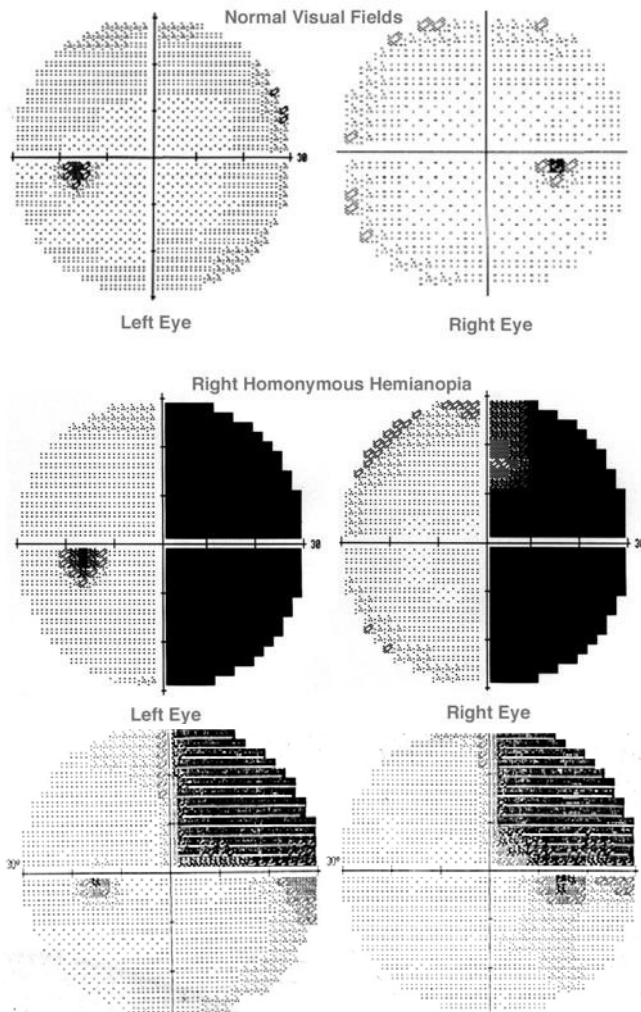 Normal Visual Fields
30
Left Eye
Right Eye
Right Homonymous Hemianopia
30
30
Left Eye
Right Eye
30°
30°